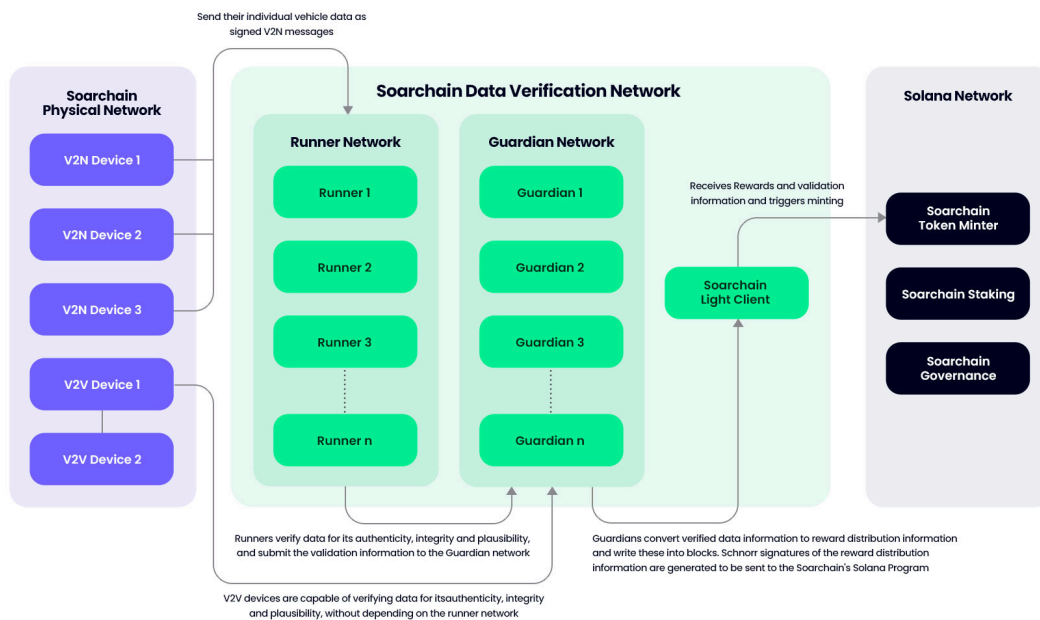 Send their individual vehicle data as
signed V2N messages
Soarchain
Physical Network
V2N Device 1
V2N Device 2
V2N Device 3
V2V Device 1
V2V Device 2
Soarchain Data Verification Network
Runner Network
Runner 1
Runner 2
Runner 3
Runner n
Guardian Network
Guardian 1
Guardian 2
Guardian 3
Guardian n
Receives Rewards and validation
information and triggers minting
Soarchain
Light Client
Solana Network
Soarchain
Token Minter
Soarchain Staking
Soarchain
Governance
Runners verify data for its authenticity, integrity and plausibility,
and submit the validation information to the Guardian network
Guardians convert verified data information to reward distribution information
and write these into blocks. Schnorr signatures of the reward distribution
information are generated to be sent to the Soarchain's Solana Program
V2V devices are capable of verifying data for itsauthenticity, integrity
and plausibility, without depending on the runner network